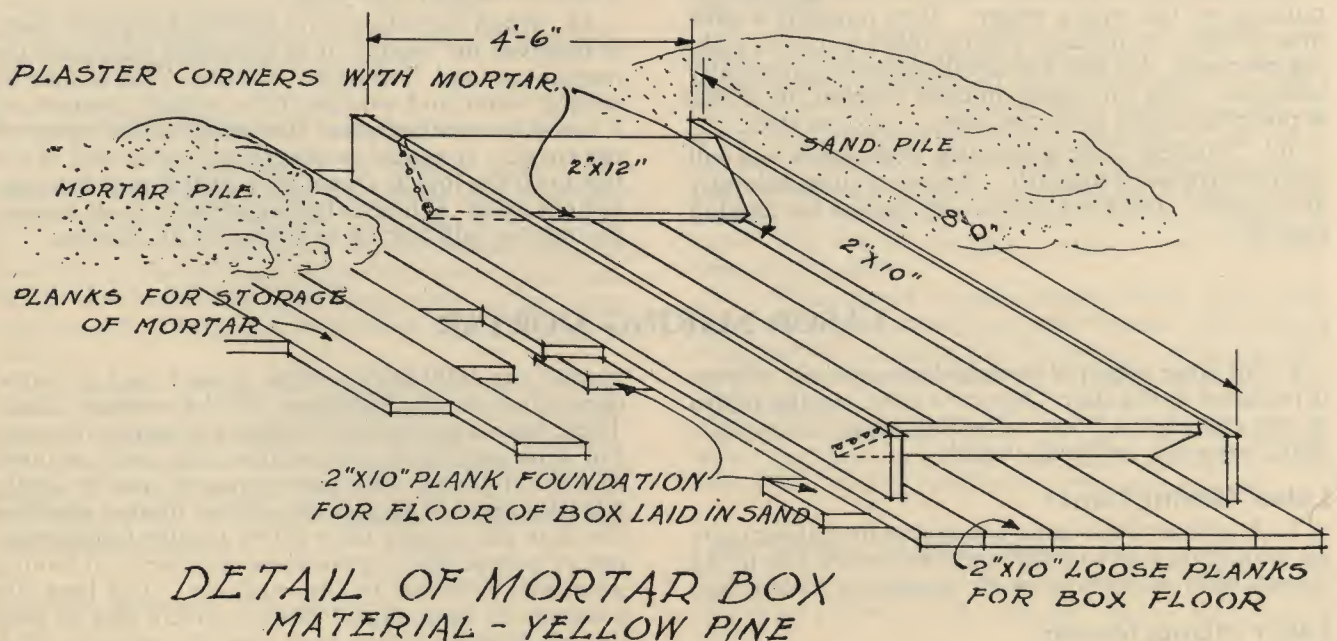 4'-6"
PLASTER CORNERS WITH MORTAR.
SAND PILE
2"X12"
MORTAR PILE
8'-0"
2"X10"
PLANKS FOR STORAGE
OF MORTAR
2"X10" PLANK FOUNDATION
FOR FLOOR OF BOX LAID IN SAND
2"X10" LOOSE PLANKS
FOR BOX FLOOR
DETAIL OF MORTAR BOX
MATERIAL - YELLOW PINE